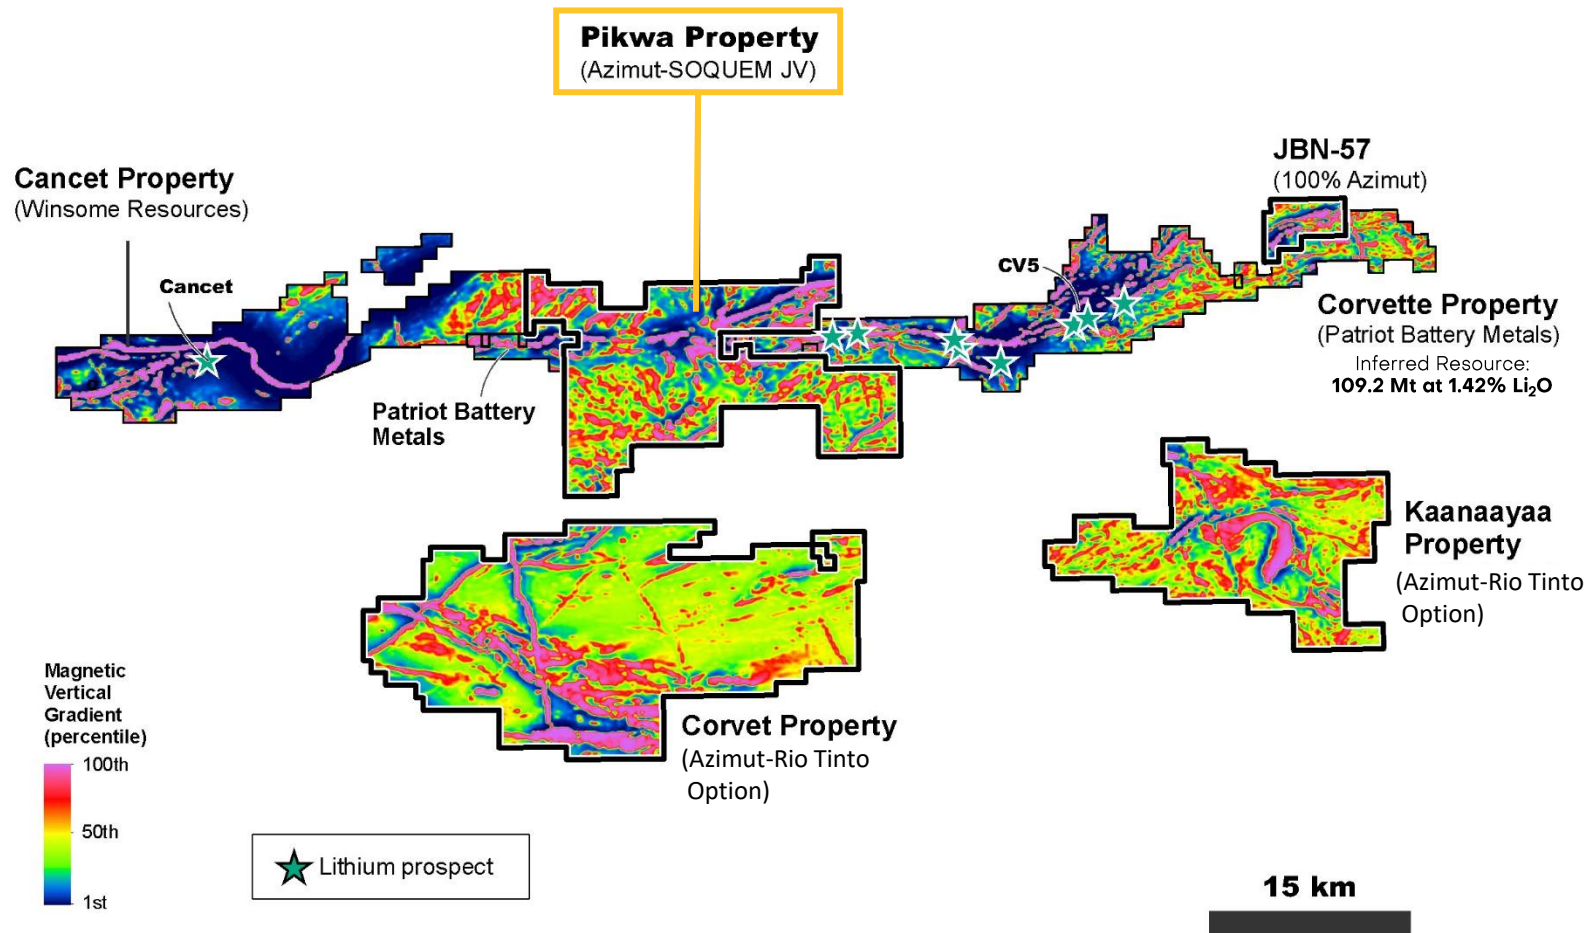 Pikwa Property
(Azimut-SOQUEM JV)
Cancet Property
(Winsome Resources)
Cancet
JBN-57
(100% Azimut)
CV5
Corvette Property
(Patriot Battery Metals)
Inferred Resource:
109.2 Mt at 1.42% Li₂O
Patriot Battery
Metals
Kaanaayaa
Property
(Azimut-Rio Tinto
Option)
Corvet Property
(Azimut-Rio Tinto
Option)
Magnetic
Vertical
Gradient
(percentile)
100th
50th
1st
Lithium prospect
15 km